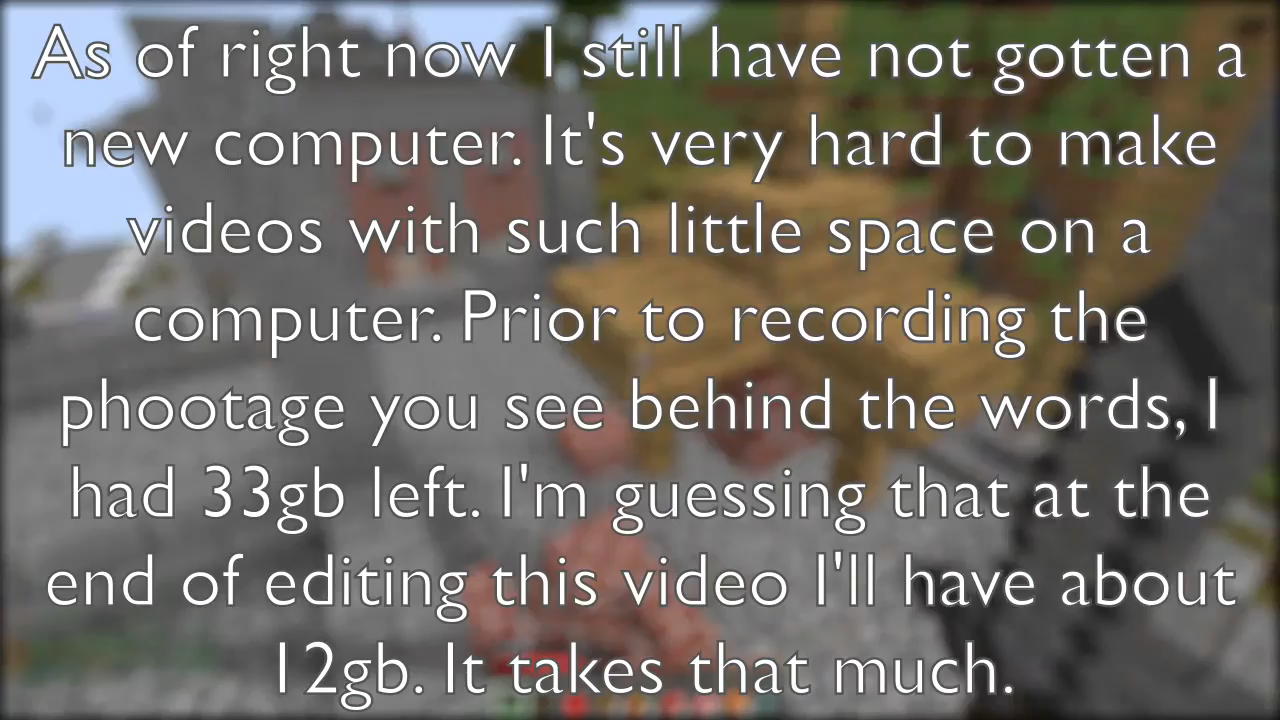 As of right now I still have not gotten a
new computer. It's very hard to make
videos with such little space on a
computer. Prior to recording the
phootage you see behind the words, I
had 33gb left. I'm guessing that at the
end of editing this video I'll have about
12gb. It takes that much.